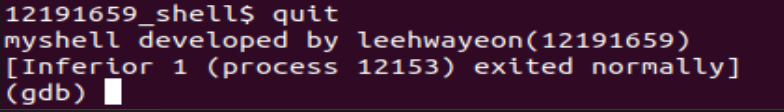 12191659_shell$ quit
myshell developed by leehwayeon(12191659)
[Inferior 1 (process 12153) exited normally]
(gdb)